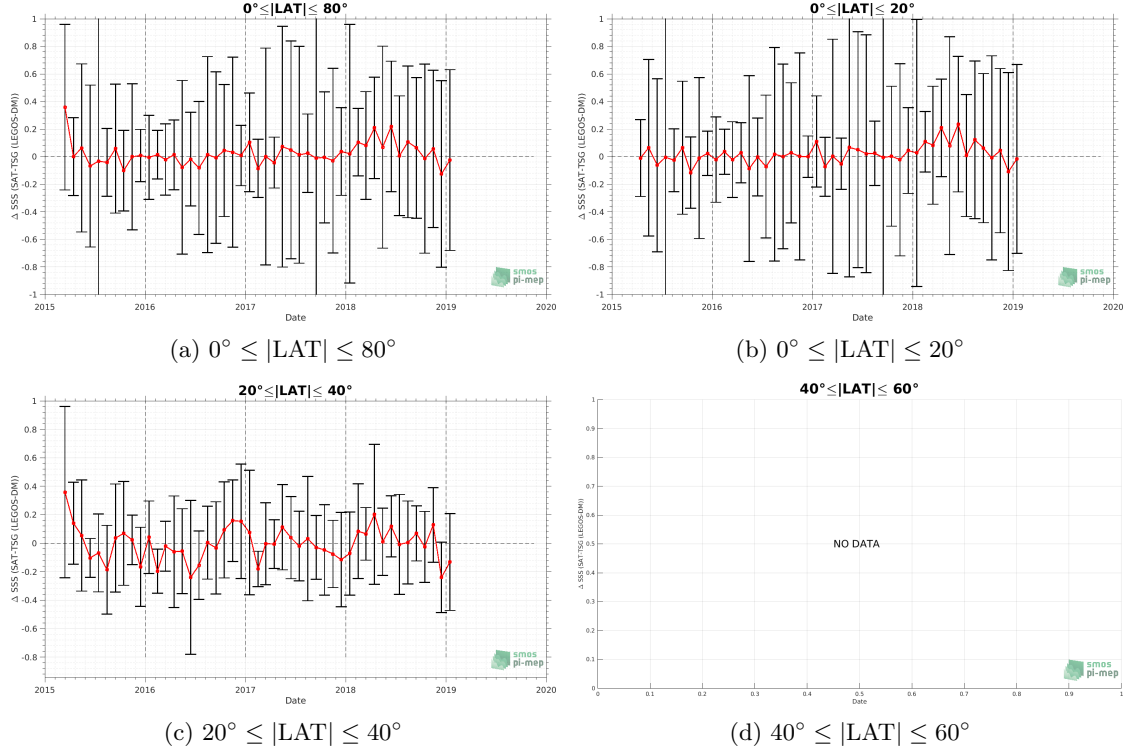 0°≤|LAT|≤ 80°
Δ SSS (SAT-TSG (LEGOS-DM))
1
0.8
0.6
0.4
0.2
0
-0.2
-0.4
-0.6
-0.8
-1
2015 2016 2017 2018 2019 2020
Date
smos
pi-mep
(a) 0° ≤ |LAT| ≤ 80°
0°≤|LAT|≤ 20°
Δ SSS (SAT-TSG (LEGOS-DM))
1
0.8
0.6
0.4
0.2
0
-0.2
-0.4
-0.6
-0.8
-1
2015 2016 2017 2018 2019 2020
Date
smos
pi-mep
(b) 0° ≤ |LAT| ≤ 20°
20°≤|LAT|≤ 40°
Δ SSS (SAT-TSG (LEGOS-DM))
1
0.8
0.6
0.4
0.2
0
-0.2
-0.4
-0.6
-0.8
2015 2016 2017 2018 2019 2020
Date
smos
pi-mep
(c) 20° ≤ |LAT| ≤ 40°
40°≤|LAT|≤ 60°
Δ SSS (SAT-TSG (LEGOS-DM))
1
0.9
0.8
0.7
0.6
0.5
0.4
0.3
0.2
0.1
0
NO DATA
0 0.1 0.2 0.3 0.4 0.5 0.6 0.7 0.8 0.9 1
Date
smos
pi-mep
(d) 40° ≤ |LAT| ≤ 60°